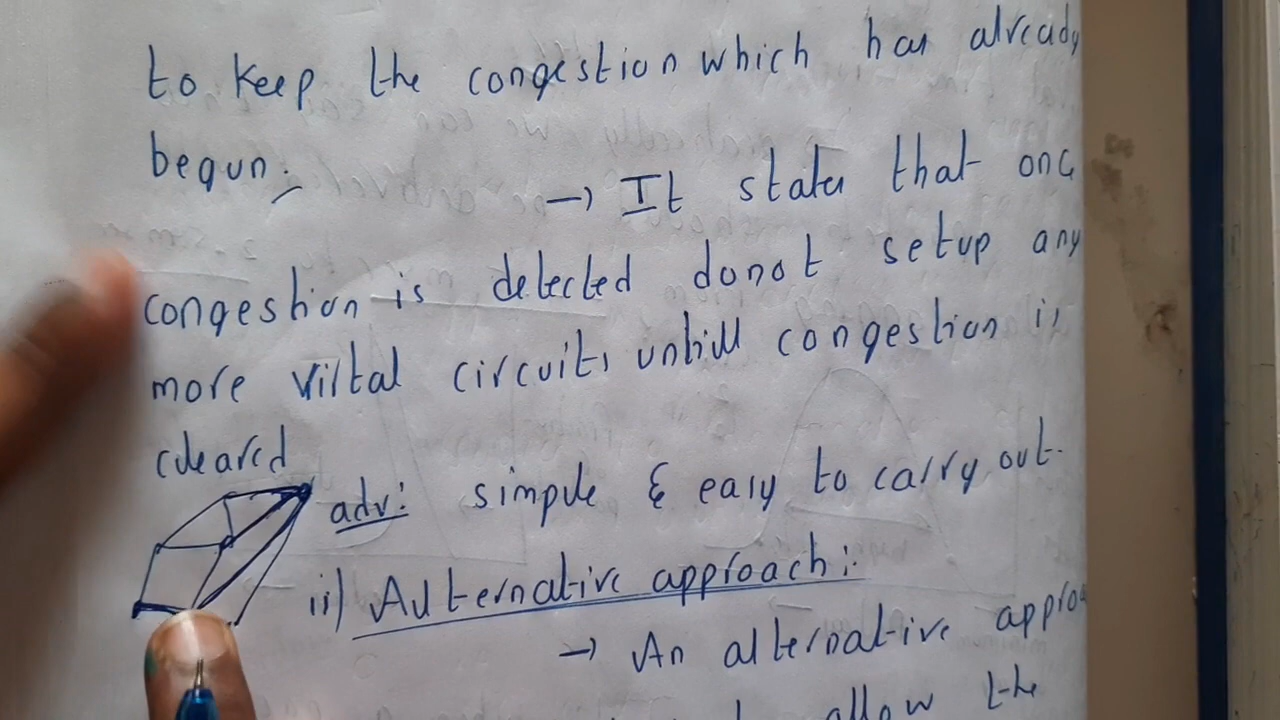 to keep the congestion which has already
begun.
→ It states that once
congestion is detected donot setup any
more virtal circuits untill congestion is
cleared
adv: simple & easy to carry out.
ii) Alternative approach:
→ An alternative approa
allow the